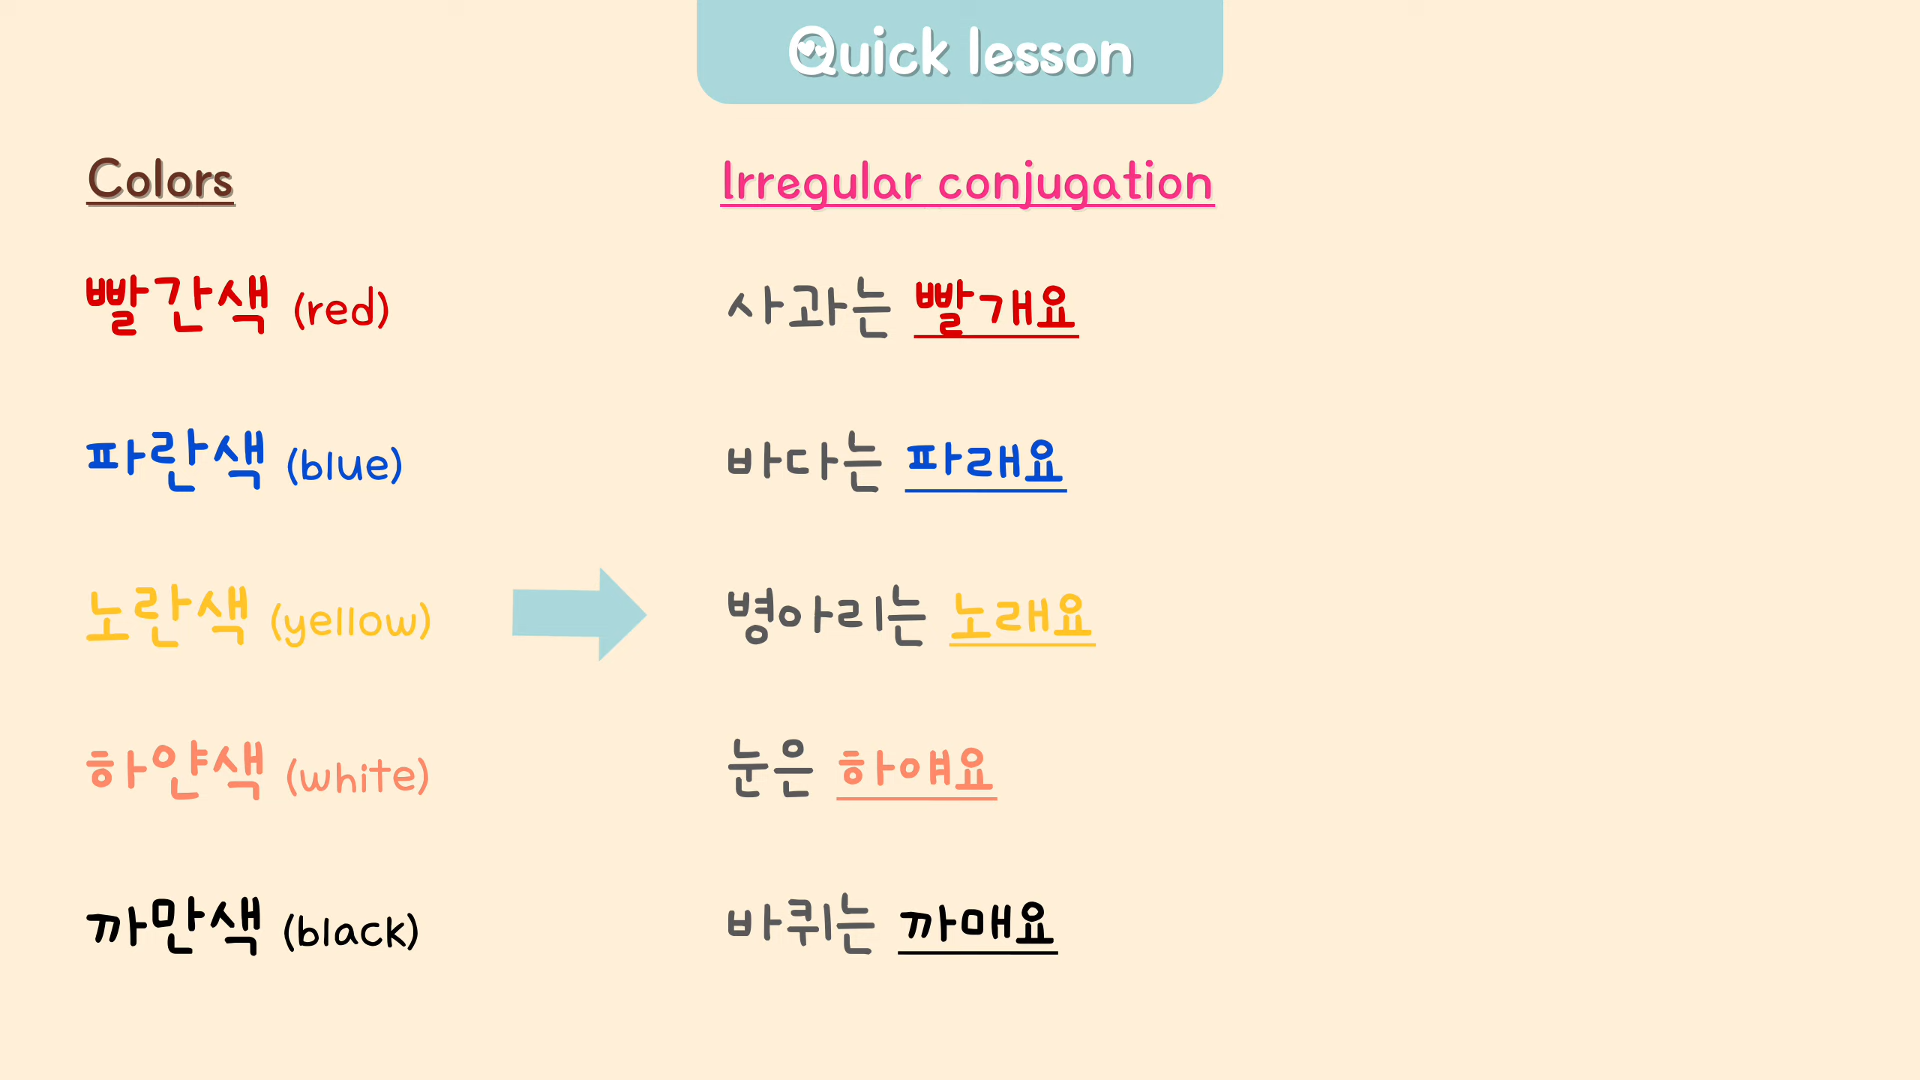 Quick lesson
Colors
빨간색 (red)
파란색 (blue)
노란색 (yellow)
하얀색 (white)
까만색 (black)
Irregular conjugation
사과는 빨개요
바다는 파래요
병아리는 노래요
눈은 하얘요
바퀴는 까매요